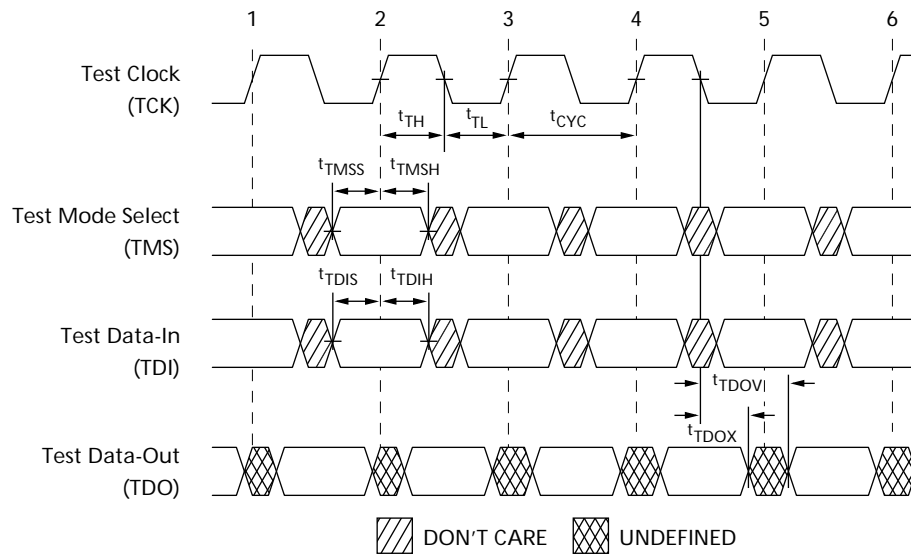 1 2 3 4 5 6
Test Clock
(TCK)
tTH tTL tCYC
tTMSS tTMSH
Test Mode Select
(TMS)
tTDIS tTDIH
Test Data-In
(TDI)
tTDOV
tTDOX
Test Data-Out
(TDO)
DON'T CARE UNDEFINED